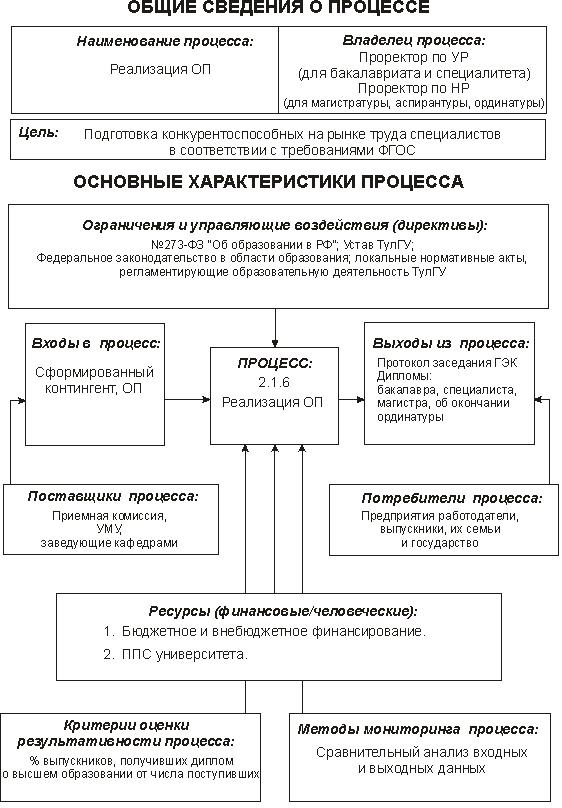 ОБЩИЕ СВЕДЕНИЯ О ПРОЦЕССЕ
Наименование процесса:
Реализация ОП
Владелец процесса:
Проректор по УР
(для бакалавриата и специалитета)
Проректор по НР
(для магистратуры, аспирантуры, ординатуры)
Цель: Подготовка конкурентоспособных на рынке труда специалистов
в соответствии с требованиями ФГОС
ОСНОВНЫЕ ХАРАКТЕРИСТИКИ ПРОЦЕССА
Ограничения и управляющие воздействия (директивы):
№273-ФЗ "Об образовании в РФ"; Устав ТулГУ;
Федеральное законодательство в области образования; локальные нормативные акты,
регламентирующие образовательную деятельность ТулГУ
Входы в процесс:
Сформированный
контингент, ОП
ПРОЦЕСС:
2.1.6
Реализация ОП
Выходы из процесса:
Протокол заседания ГЭК
Дипломы:
бакалавра, специалиста,
магистра, об окончании
ординатуры
Поставщики процесса:
Приемная комиссия,
УМУ,
заведующие кафедрами
Потребители процесса:
Предприятия работодатели,
выпускники, их семьи
и государство
Ресурсы (финансовые/человеческие):
1. Бюджетное и внебюджетное финансирование.
2. ППС университета.
Критерии оценки
результативности процесса:
% выпускников, получивших диплом
о высшем образовании от числа поступивших
Методы мониторинга процесса:
Сравнительный анализ входных
и выходных данных